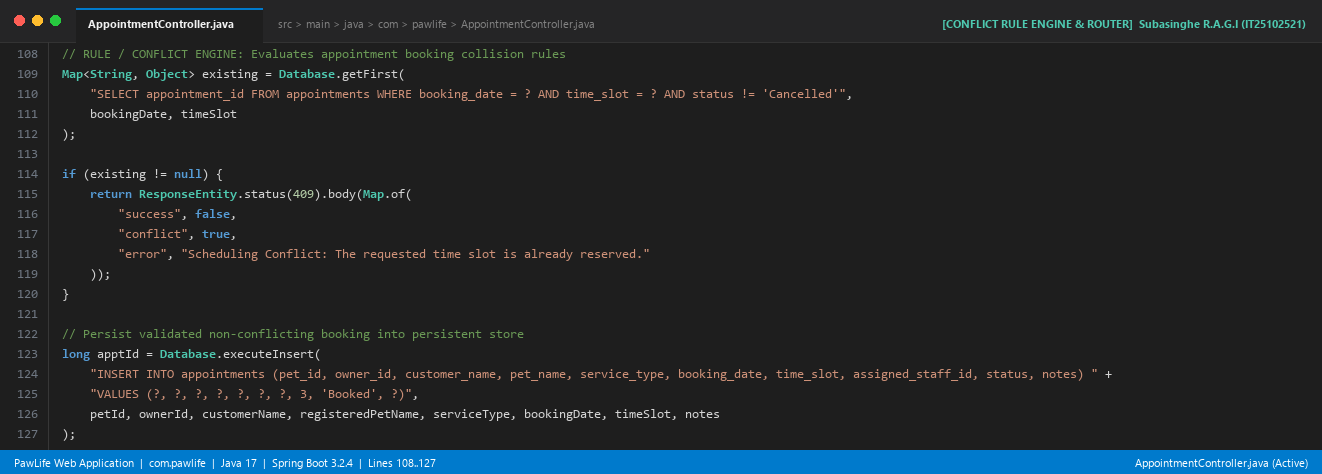 AppointmentController.java
src > main > java > com > pawlife > AppointmentController.java
[CONFLICT RULE ENGINE & ROUTER] Subasinghe R.A.G.I (IT25102521)
108 // RULE / CONFLICT ENGINE: Evaluates appointment booking collision rules
109 Map<String, Object> existing = Database.getFirst(
110     "SELECT appointment_id FROM appointments WHERE booking_date = ? AND time_slot = ? AND status != 'Cancelled'",
111     bookingDate, timeSlot
112 );
113
114 if (existing != null) {
115     return ResponseEntity.status(409).body(Map.of(
116         "success", false,
117         "conflict", true,
118         "error", "Scheduling Conflict: The requested time slot is already reserved."
119     ));
120 }
121
122 // Persist validated non-conflicting booking into persistent store
123 long apptId = Database.executeInsert(
124     "INSERT INTO appointments (pet_id, owner_id, customer_name, pet_name, service_type, booking_date, time_slot, assigned_staff_id, status, notes) " +
125     "VALUES (?, ?, ?, ?, ?, ?, ?, 3, 'Booked', ?)",
126     petId, ownerId, customerName, registeredPetName, serviceType, bookingDate, timeSlot, notes
127 );
PawLife Web Application | com.pawlife | Java 17 | Spring Boot 3.2.4 | Lines 108..127
AppointmentController.java (Active)